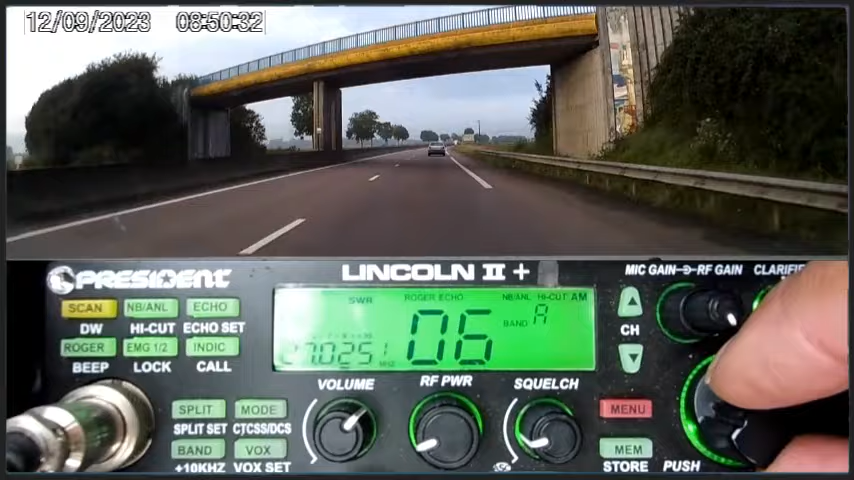 12/09/2023 08:50:32
PRESIDENT
LINCOLN II +
MIC GAIN RF GAIN CLARIFI
SCAN NB/ANL ECHO
DW HI-CUT ECHO SET
ROGER EMG 1/2 INDIC
BEEP LOCK CALL
SWR ROGER ECHO NB/ANL HI-CUT AM
06 BAND A
27.0251 MHZ
CH
VOLUME RF PWR SQUELCH
SPLIT MODE
SPLIT SET CTCSS/DCS
BAND VOX
+10KHZ VOX SET
MENU
MEM
STORE PUSH